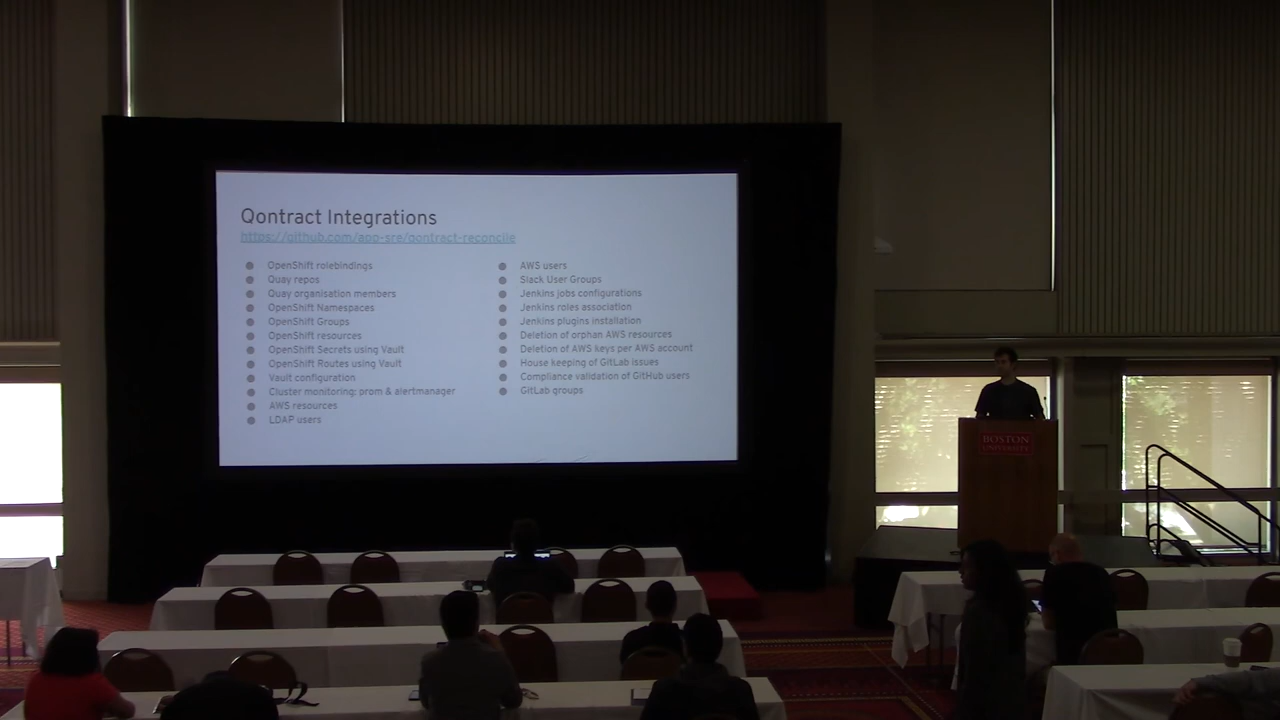 Qontract Integrations
https://github.com/app-sre/qontract-reconcile
OpenShift rolebindings
Quay repos
Quay organisation members
OpenShift Namespaces
OpenShift Groups
OpenShift resources
OpenShift Secrets using Vault
OpenShift Routes using Vault
Vault configuration
Cluster monitoring: prom & alertmanager
AWS resources
LDAP users
AWS users
Slack User Groups
Jenkins jobs configurations
Jenkins roles association
Jenkins plugins installation
Deletion of orphan AWS resources
Deletion of AWS keys per AWS account
House keeping of GitLab issues
Compliance validation of GitHub users
GitLab groups
BOSTON
UNIVERSITY